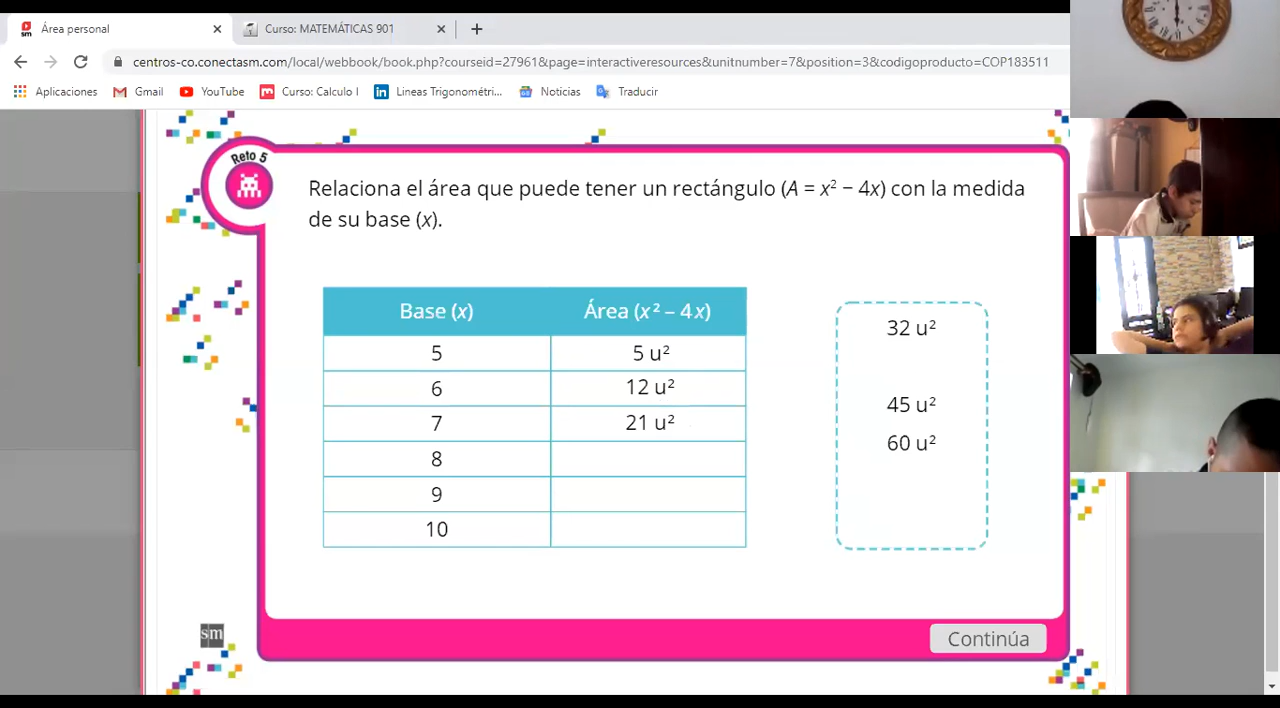 Área personal
Curso: MATEMÁTICAS 901
centros-co.conectasm.com/local/webbook/book.php?courseid=27961&page=interactiveresources&unitnumber=7&position=3&codigoproducto=COP183511
Aplicaciones Gmail YouTube Curso: Calculo I Lineas Trigonométri... Noticias Traducir
Reto 5
Relaciona el área que puede tener un rectángulo (A = x² − 4x) con la medida
de su base (x).
Base (x) Área (x² − 4x)
5 5 u²
6 12 u²
7 21 u²
8
9
10
32 u²
45 u²
60 u²
sm
Continúa